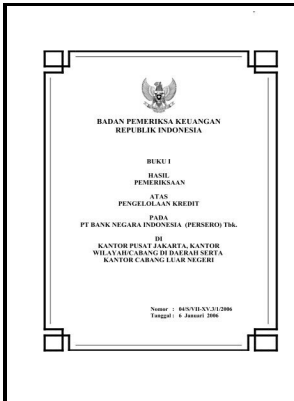 BADAN PEMERIKSA KEUANGAN
REPUBLIK INDONESIA
BUKU I
HASIL
PEMERIKSAAN
ATAS
PENGELOLAAN KREDIT
PADA
PT BANK NEGARA INDONESIA (PERSERO) Tbk.
DI
KANTOR PUSAT JAKARTA, KANTOR
WILAYAH/CABANG DI DAERAH SERTA
KANTOR CABANG LUAR NEGERI
Nomor : 04/S/VII-XV.3/1/2006
Tanggal : 6 Januari 2006